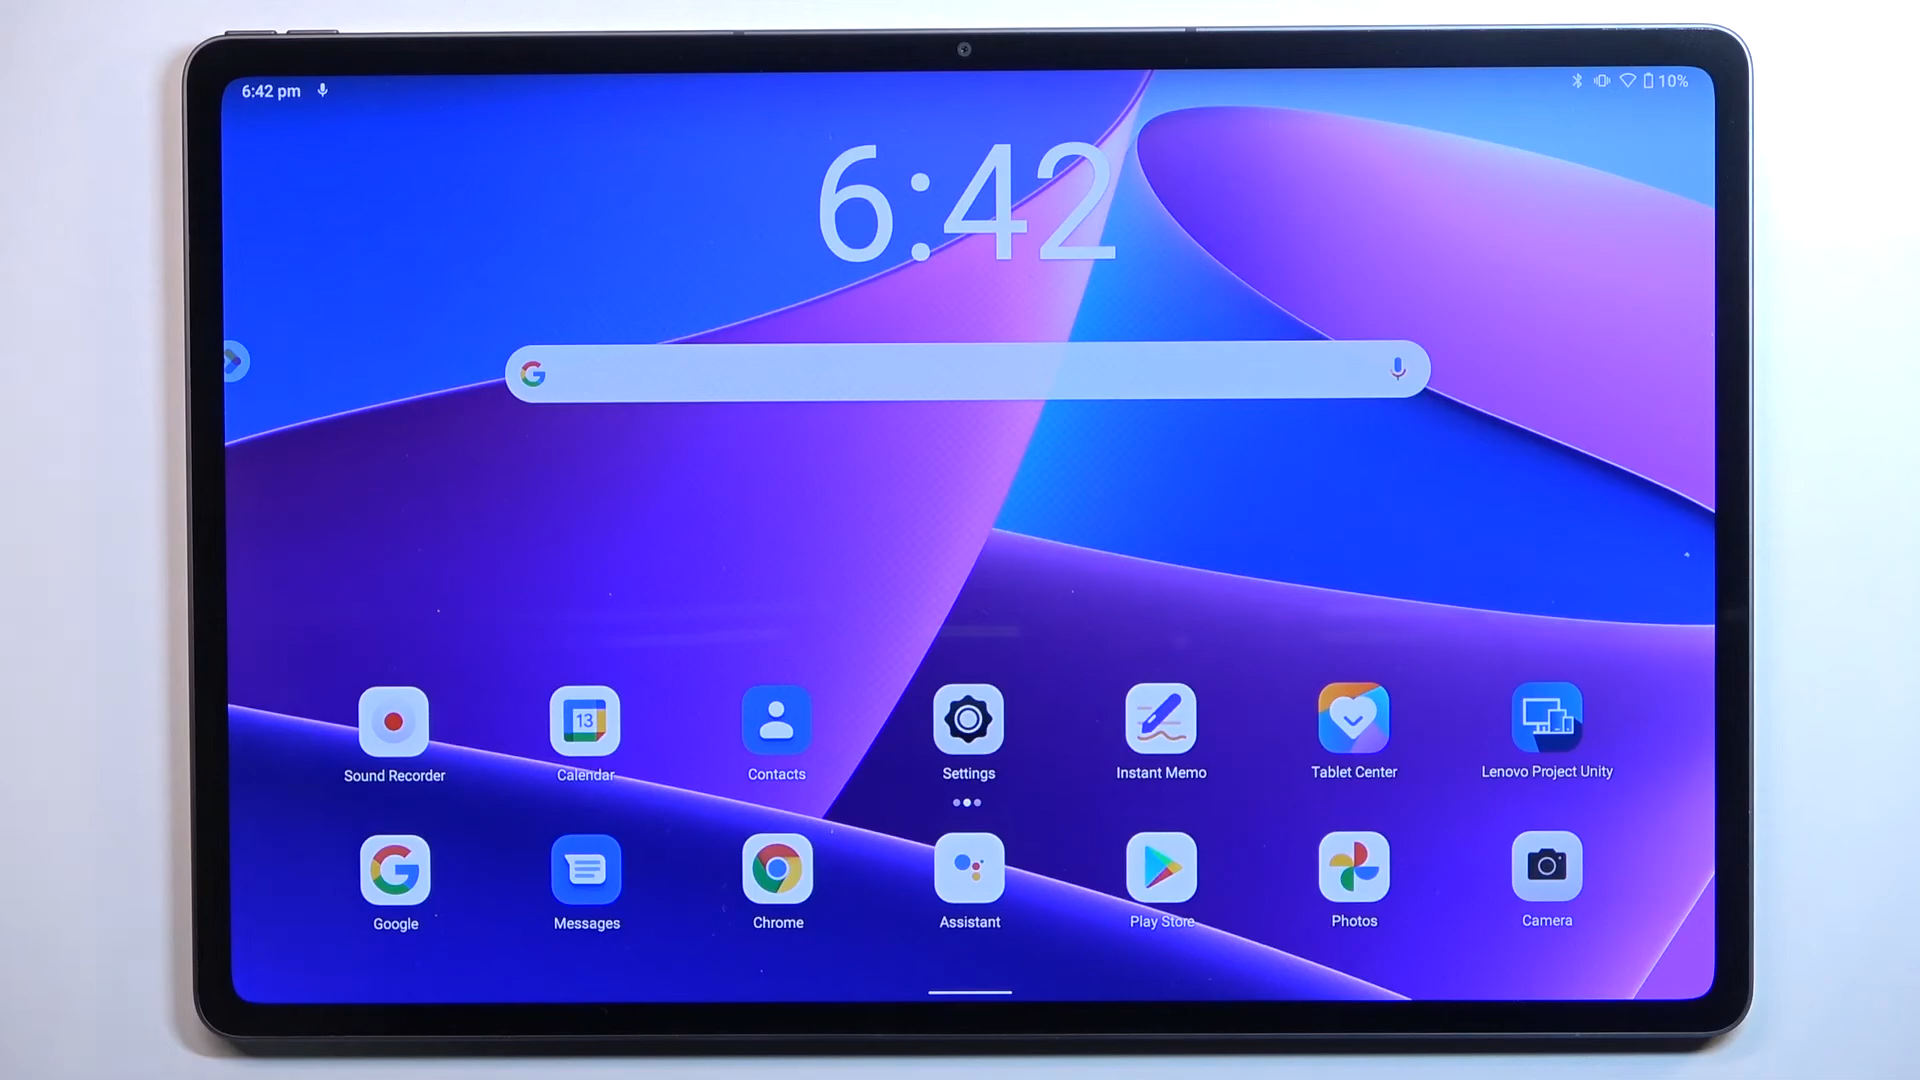 6:42 pm
10%
6:42
Sound Recorder
13
Calendar
Contacts
Settings
Instant Memo
Tablet Center
Lenovo Project Unity
Google
Messages
Chrome
Assistant
Play Store
Photos
Camera